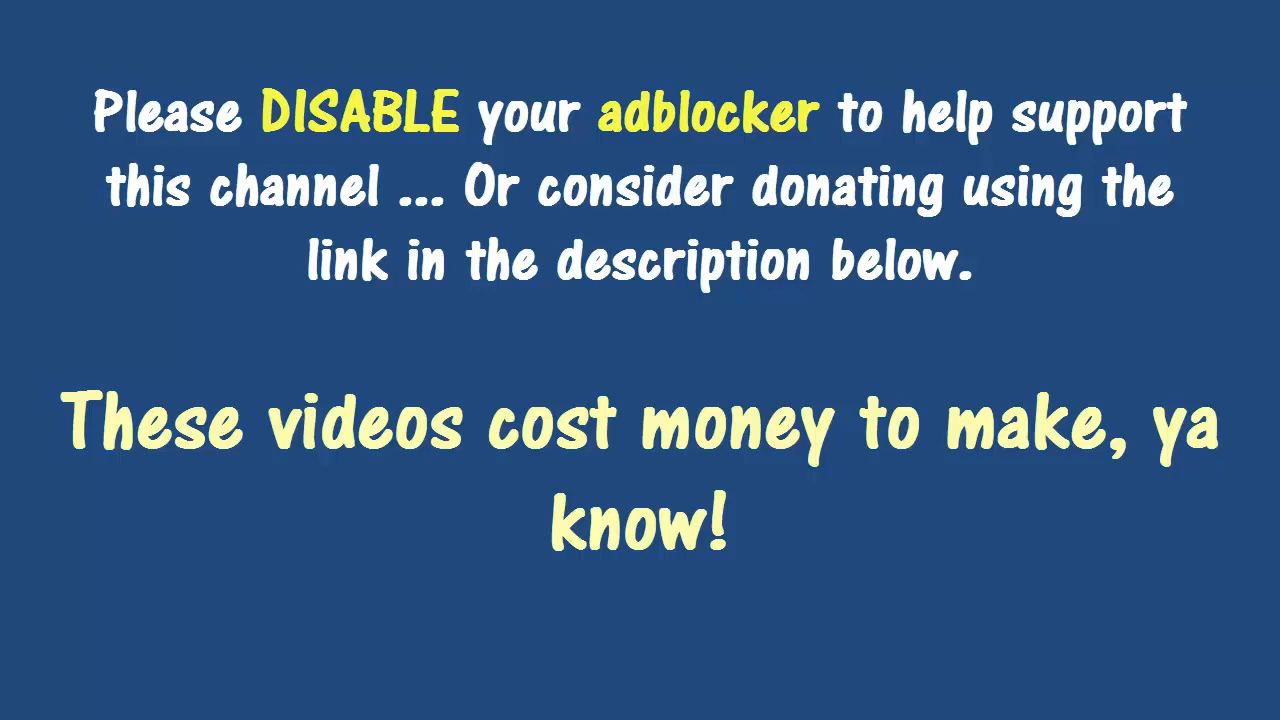 Please DISABLE your adblocker to help support
this channel ... Or consider donating using the
link in the description below.
These videos cost money to make, ya
know!